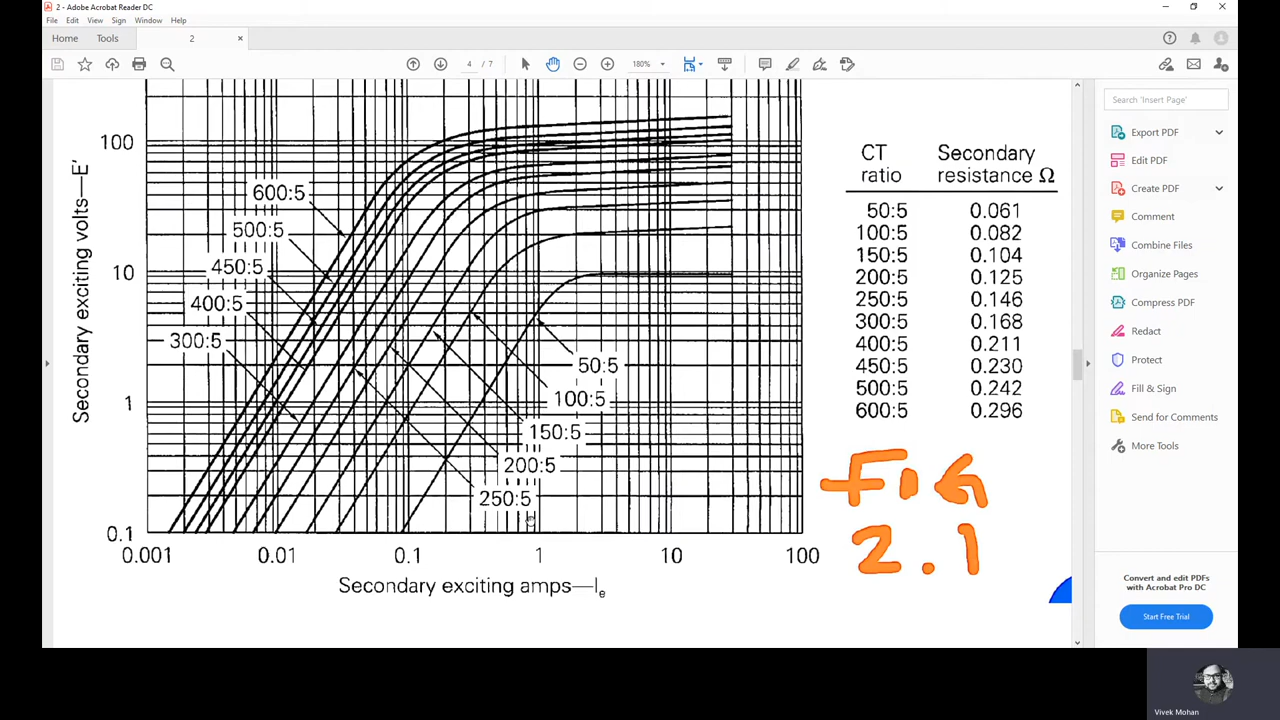 2 - Adobe Acrobat Reader DC
File Edit View Sign Window Help
Home Tools 2 ×
4 / 7 180%
Search 'Insert Page'
Export PDF
Edit PDF
Create PDF
Comment
Combine Files
Organize Pages
Compress PDF
Redact
Protect
Fill & Sign
Send for Comments
More Tools
Convert and edit PDFs
with Acrobat Pro DC
Start Free Trial
Secondary exciting volts—E'
100
10
1
0.1
0.001 0.01 0.1 1 10 100
Secondary exciting amps—Ie
600:5
500:5
450:5
400:5
300:5
50:5
100:5
150:5
200:5
250:5
CT Secondary
ratio resistance Ω
50:5 0.061
100:5 0.082
150:5 0.104
200:5 0.125
250:5 0.146
300:5 0.168
400:5 0.211
450:5 0.230
500:5 0.242
600:5 0.296
FIG
2.1
Vivek Mohan